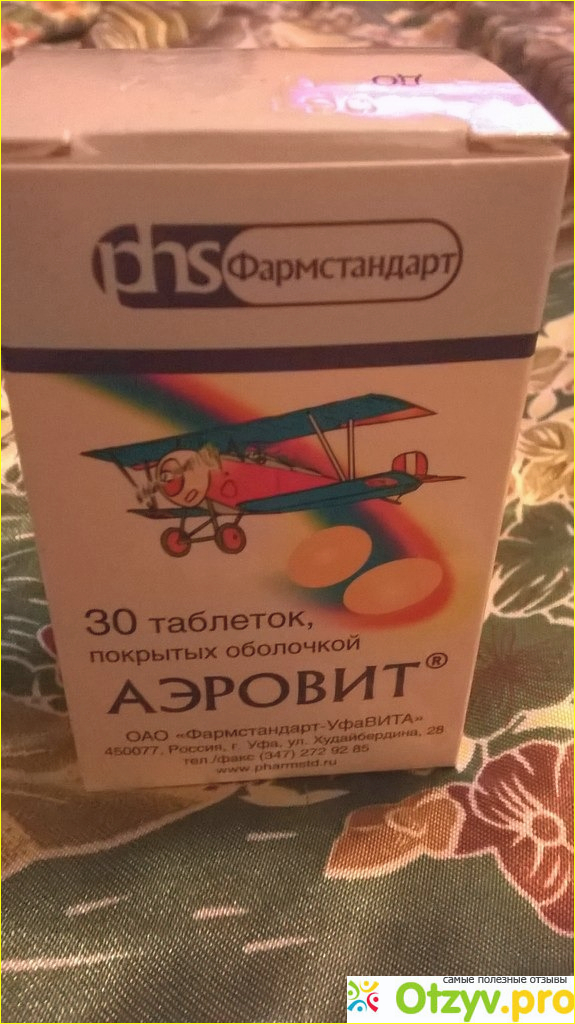 phs Фармстандарт
30 таблеток,
покрытых оболочкой
АЭРОВИТ®
ОАО «Фармстандарт-УфаВИТА»
450077, Россия, г. Уфа, ул. Худайбердина, 28
тел./факс (347) 272 92 85
www.pharmstd.ru
самые полезные отзывы
Otzyv.pro